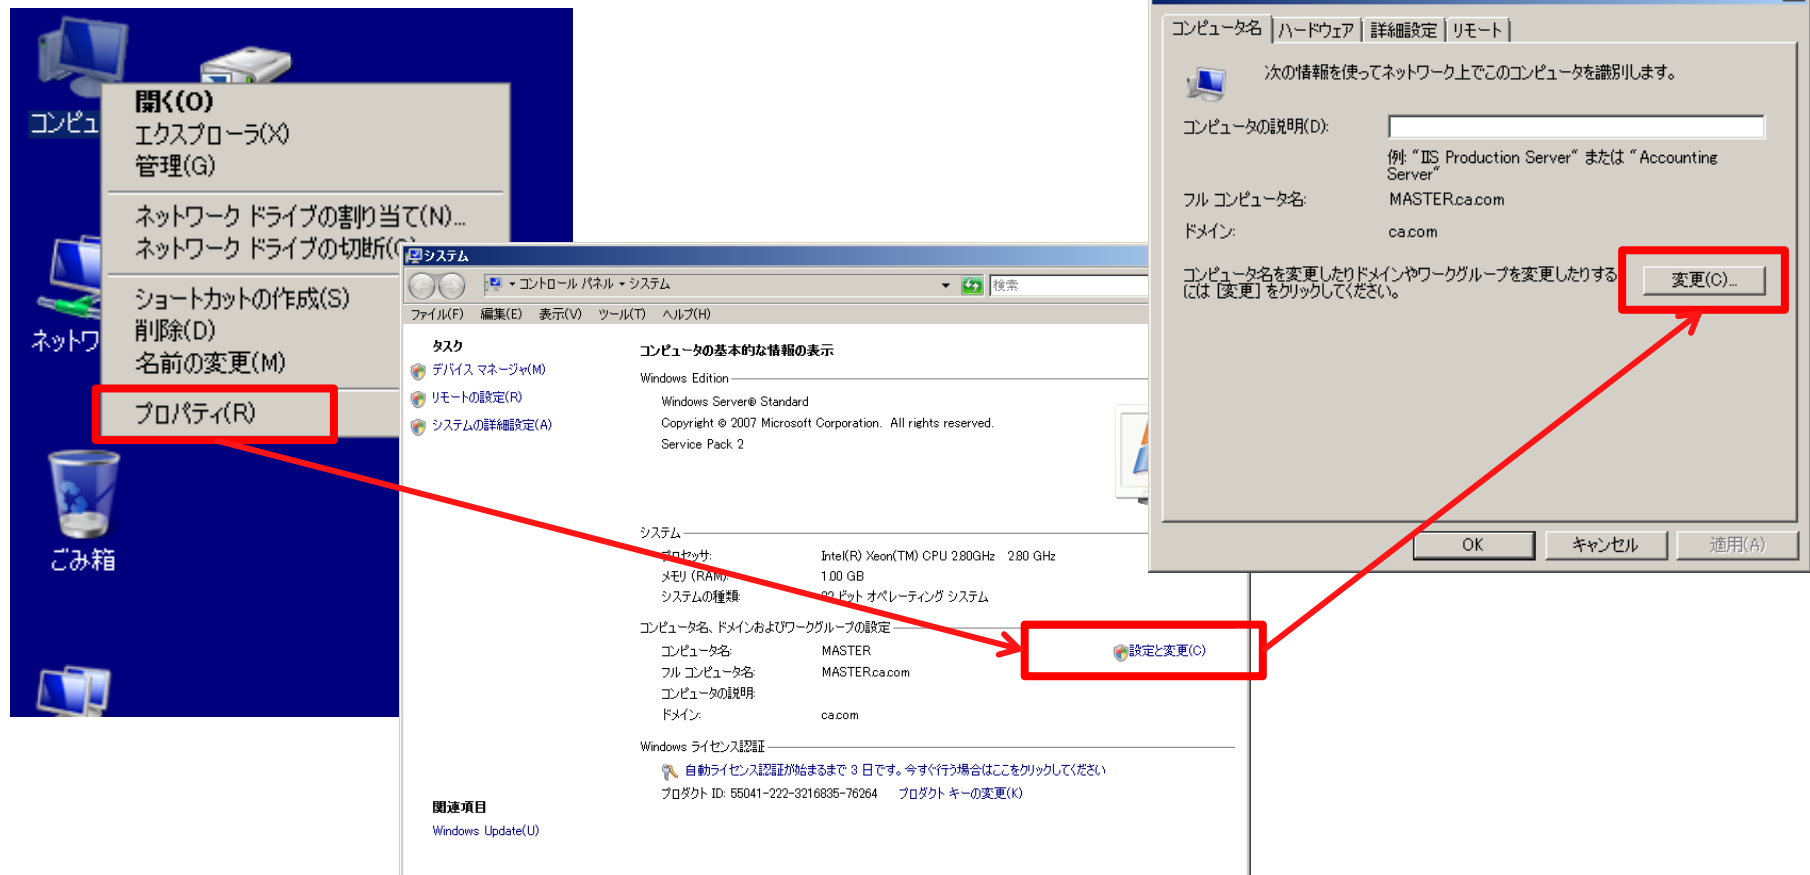 コンピュ
開く(O)
エクスプローラ(X)
管理(G)
ネットワーク ドライブの割り当て(N)...
ネットワーク ドライブの切断(
ショートカットの作成(S)
削除(D)
名前の変更(M)
プロパティ(R)
ネットワ
ごみ箱
システム
コントロール パネル
システム
検索
ファイル(F)
編集(E)
表示(V)
ツール(T)
ヘルプ(H)
タスク
デバイス マネージャ(M)
リモートの設定(R)
システムの詳細設定(A)
関連項目
Windows Update(U)
コンピュータの基本的な情報の表示
Windows Edition
Windows Server® Standard
Copyright © 2007 Microsoft Corporation. All rights reserved.
Service Pack 2
システム
プロセッサ: Intel(R) Xeon(TM) CPU 2.80GHz 2.80 GHz
メモリ (RAM): 1.00 GB
システムの種類: 32 ビット オペレーティング システム
コンピュータ名、ドメインおよびワークグループの設定
コンピュータ名: MASTER
設定と変更(C)
フル コンピュータ名: MASTER.ca.com
コンピュータの説明:
ドメイン: ca.com
Windows ライセンス認証
自動ライセンス認証が始まるまで 3 日です。今すぐ行う場合はここをクリックしてください
プロダクト ID: 55041-222-3216835-76264 プロダクト キーの変更(K)
コンピュータ名
ハードウェア
詳細設定
リモート
次の情報を使ってネットワーク上でこのコンピュータを識別します。
コンピュータの説明(D):
例: "IIS Production Server" または "Accounting
Server"
フル コンピュータ名: MASTER.ca.com
ドメイン: ca.com
コンピュータ名を変更したりドメインやワークグループを変更したりする
には [変更] をクリックしてください。
変更(C)...
OK
キャンセル
適用(A)